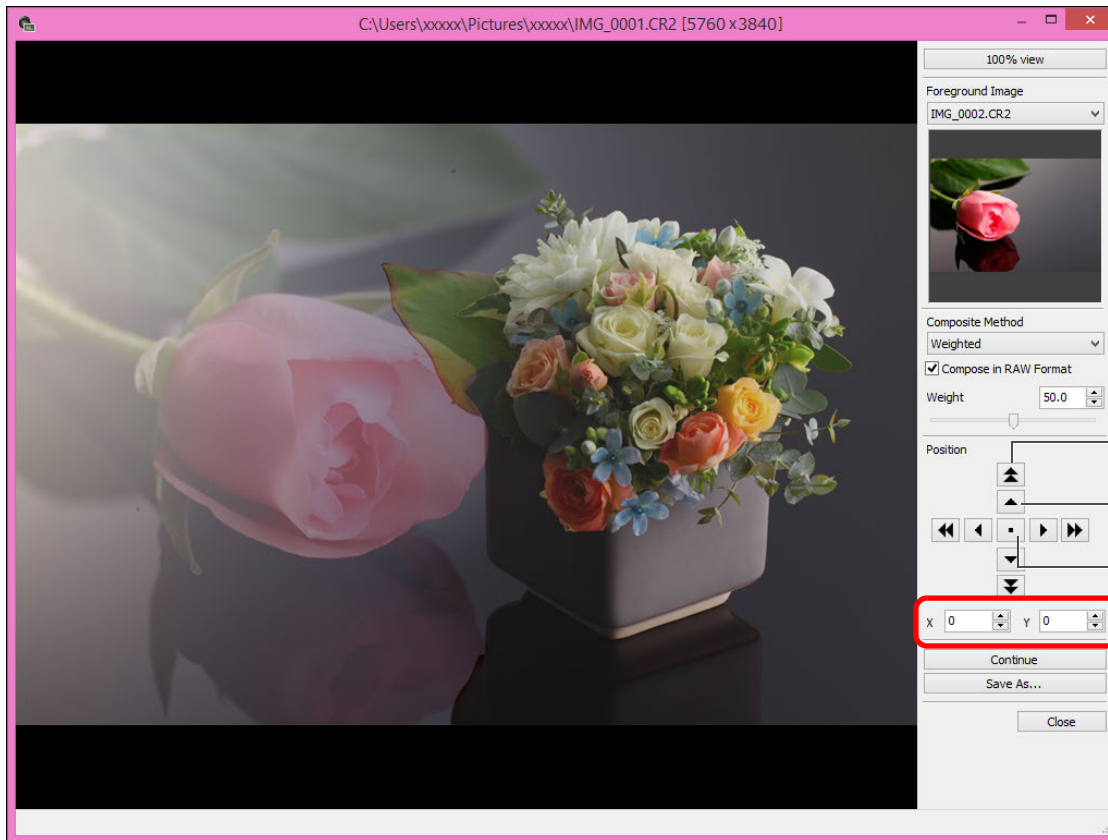 C:\Users\xxxxx\Pictures\xxxxx\IMG_0001.CR2 [5760 x3840]
100% view
Foreground Image
IMG_0002.CR2
Composite Method
Weighted
Compose in RAW Format
Weight 50.0
Position
X 0 Y 0
Continue
Save As...
Close